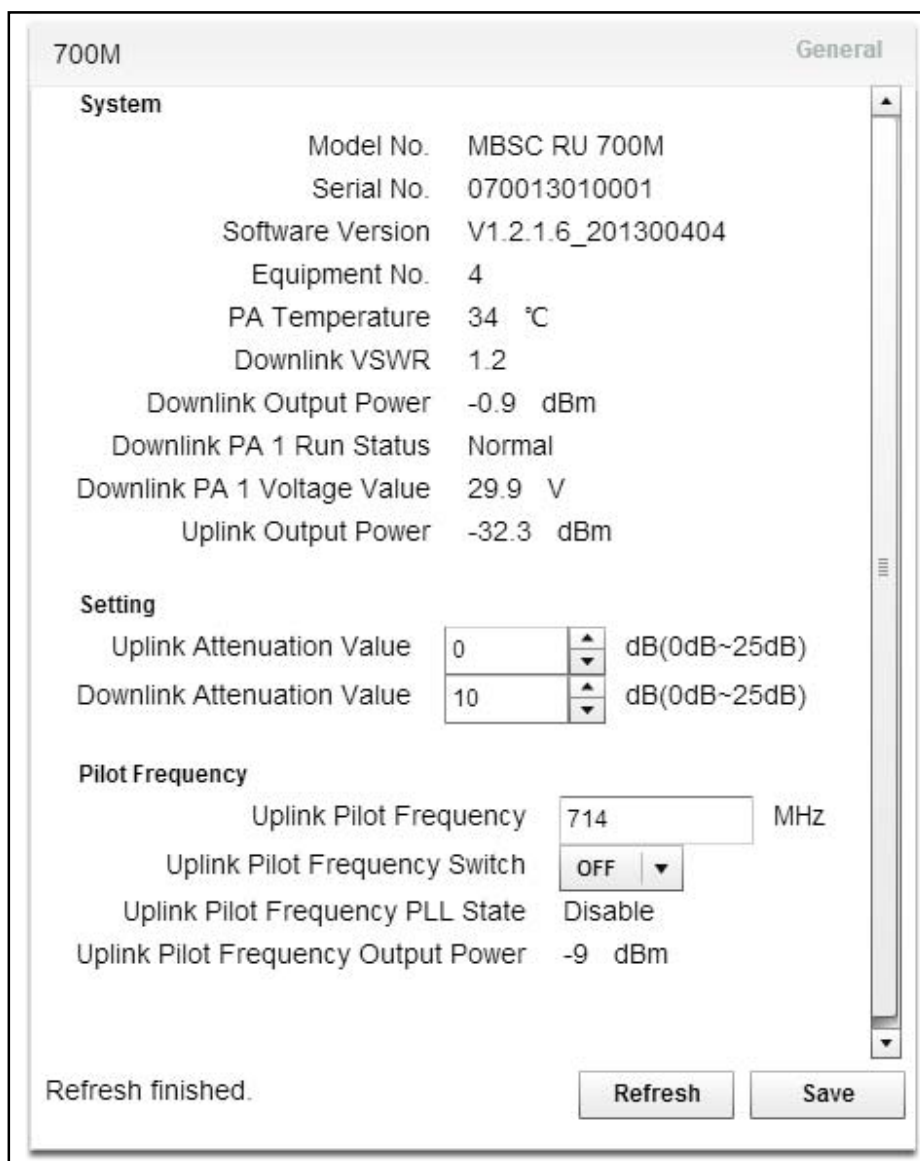 700M General
System
Model No. MBSC RU 700M
Serial No. 070013010001
Software Version V1.2.1.6_201300404
Equipment No. 4
PA Temperature 34 ℃
Downlink VSWR 1.2
Downlink Output Power -0.9 dBm
Downlink PA 1 Run Status Normal
Downlink PA 1 Voltage Value 29.9 V
Uplink Output Power -32.3 dBm
Setting
Uplink Attenuation Value 0 dB(0dB~25dB)
Downlink Attenuation Value 10 dB(0dB~25dB)
Pilot Frequency
Uplink Pilot Frequency 714 MHz
Uplink Pilot Frequency Switch OFF
Uplink Pilot Frequency PLL State Disable
Uplink Pilot Frequency Output Power -9 dBm
Refresh finished. Refresh Save